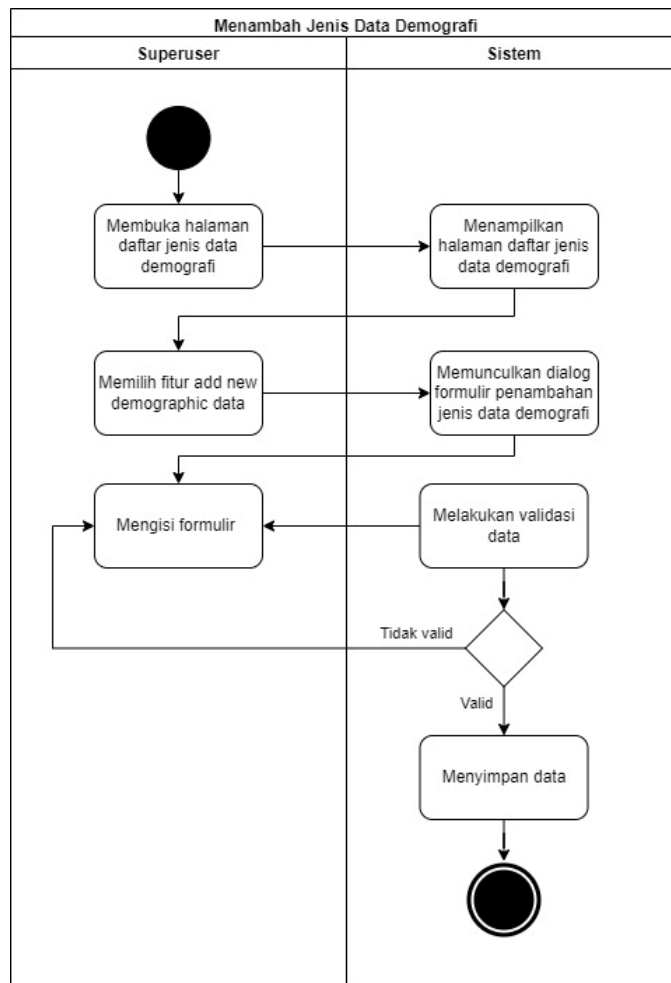 Menambah Jenis Data Demografi
Superuser
Sistem
Membuka halaman
daftar jenis data
demografi
Menampilkan
halaman daftar jenis
data demografi
Memilih fitur add new
demographic data
Memunculkan dialog
formulir penambahan
jenis data demografi
Mengisi formulir
Melakukan validasi
data
Tidak valid
Valid
Menyimpan data